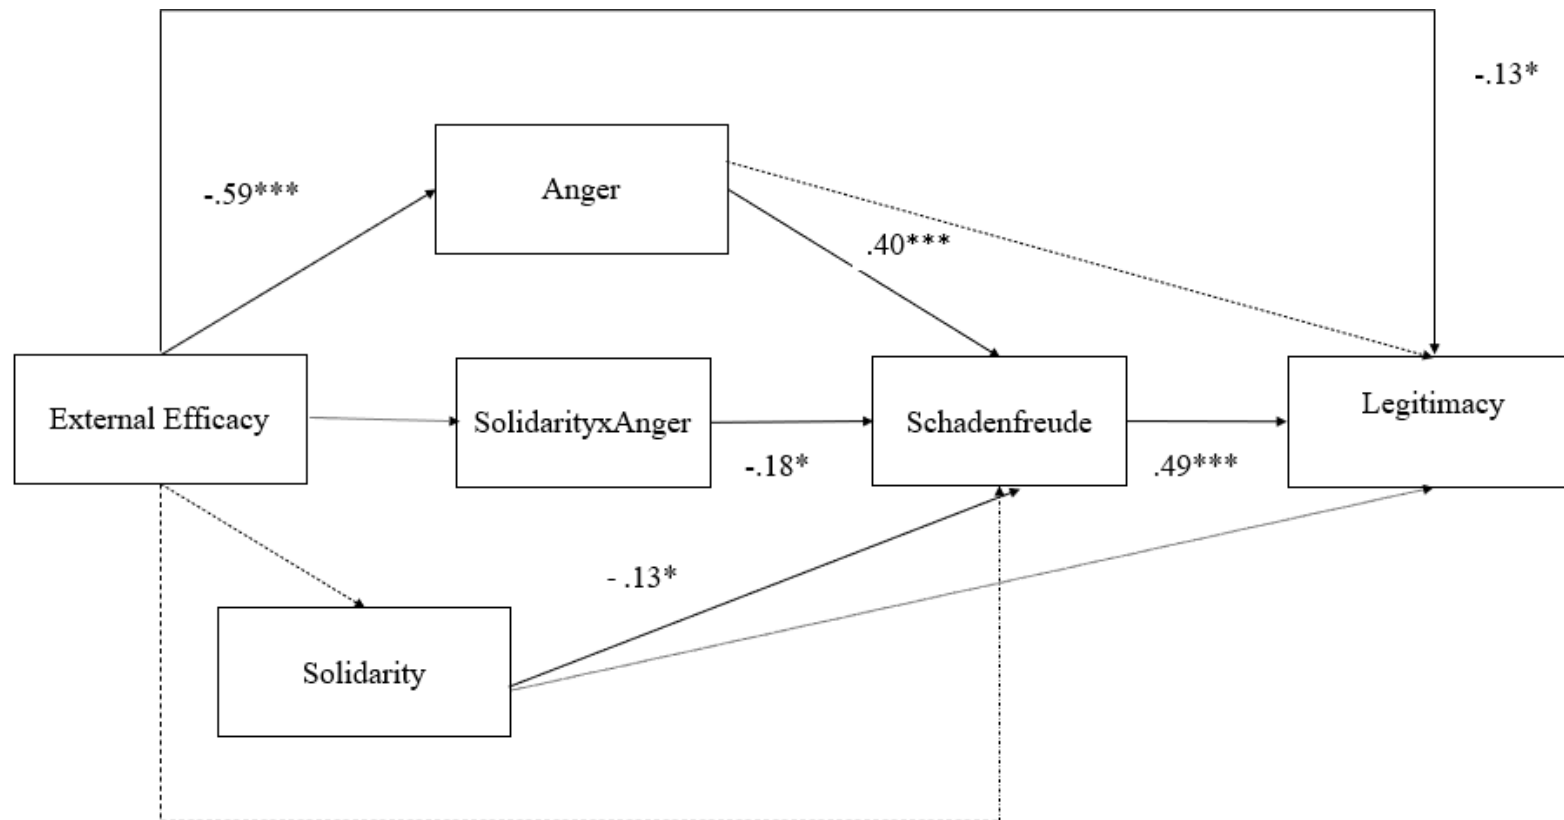 -.13*
-.59***
Anger
.40***
External Efficacy
SolidarityxAnger
Schadenfreude
Legitimacy
-.18*
.49***
- .13*
Solidarity